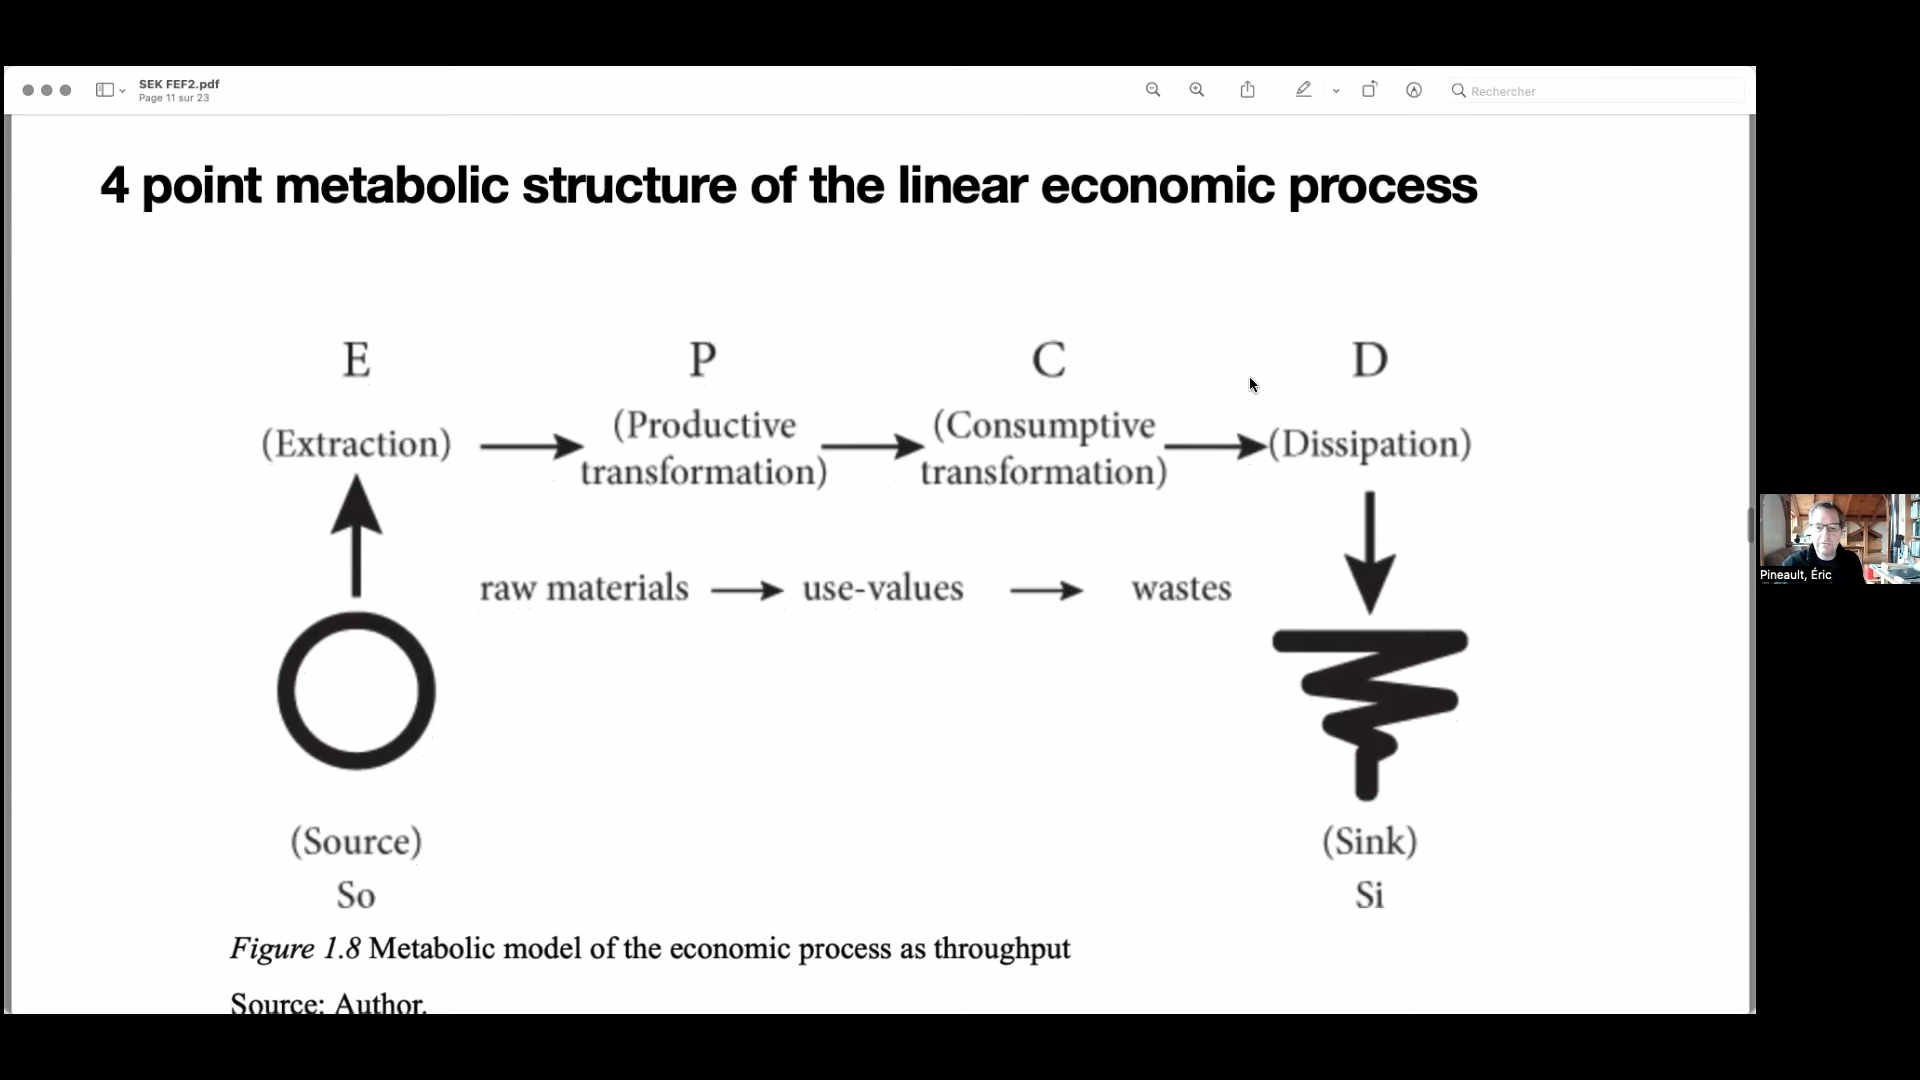 SEK FEF2.pdf
Page 11 sur 23
Rechercher
4 point metabolic structure of the linear economic process
E P C D
(Extraction) (Productive transformation) (Consumptive transformation) (Dissipation)
raw materials use-values wastes
Pineault, Éric
(Source) (Sink)
So Si
Figure 1.8 Metabolic model of the economic process as throughput
Source: Author.